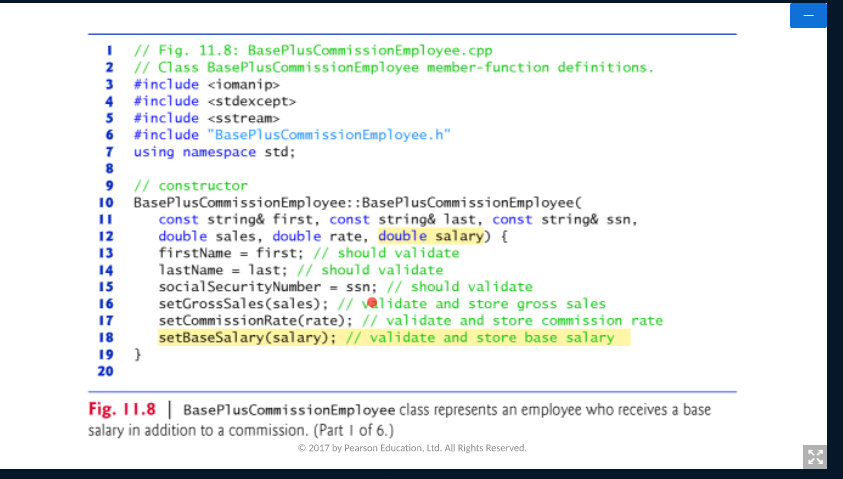 1 // Fig. 11.8: BasePlusCommissionEmployee.cpp
2 // Class BasePlusCommissionEmployee member-function definitions.
3 #include <iomanip>
4 #include <stdexcept>
5 #include <sstream>
6 #include "BasePlusCommissionEmployee.h"
7 using namespace std;
8
9 // constructor
10 BasePlusCommissionEmployee::BasePlusCommissionEmployee(
11 const string& first, const string& last, const string& ssn,
12 double sales, double rate, double salary) {
13 firstName = first; // should validate
14 lastName = last; // should validate
15 socialSecurityNumber = ssn; // should validate
16 setGrossSales(sales); // validate and store gross sales
17 setCommissionRate(rate); // validate and store commission rate
18 setBaseSalary(salary); // validate and store base salary
19 }
20
Fig. 11.8 | BasePlusCommissionEmployee class represents an employee who receives a base
salary in addition to a commission. (Part 1 of 6.)
© 2017 by Pearson Education, Ltd. All Rights Reserved.